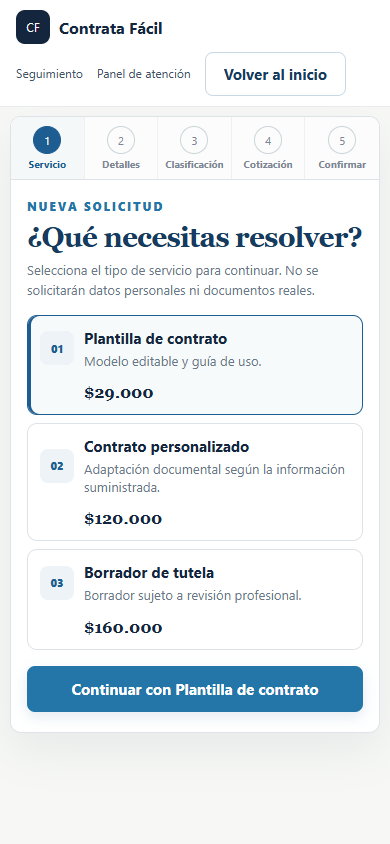 CF
Contrata Fácil
Seguimiento
Panel de atención
Volver al inicio
1
Servicio
2
Detalles
3
Clasificación
4
Cotización
5
Confirmar
NUEVA SOLICITUD
¿Qué necesitas resolver?
Selecciona el tipo de servicio para continuar. No se
solicitarán datos personales ni documentos reales.
01
Plantilla de contrato
Modelo editable y guía de uso.
$29.000
02
Contrato personalizado
Adaptación documental según la información
suministrada.
$120.000
03
Borrador de tutela
Borrador sujeto a revisión profesional.
$160.000
Continuar con Plantilla de contrato